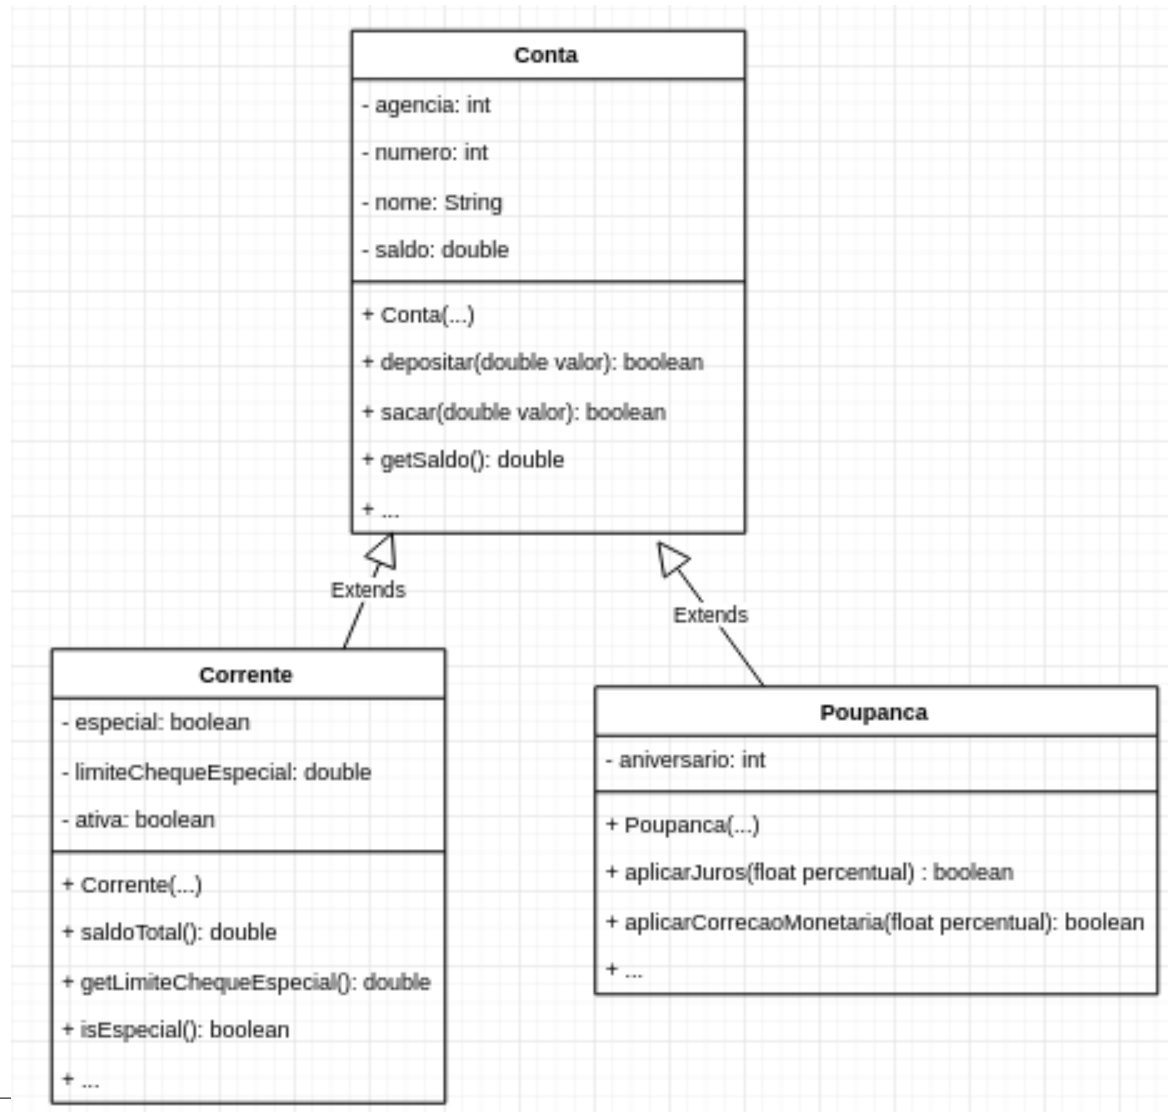 Conta
- agencia: int
- numero: int
- nome: String
- saldo: double
+ Conta(...)
+ depositar(double valor): boolean
+ sacar(double valor): boolean
+ getSaldo(): double
+ ...
Extends
Extends
Corrente
- especial: boolean
- limiteChequeEspecial: double
- ativa: boolean
+ Corrente(...)
+ saldoTotal(): double
+ getLimiteChequeEspecial(): double
+ isEspecial(): boolean
+ ...
Poupanca
- aniversario: int
+ Poupanca(...)
+ aplicarJuros(float percentual) : boolean
+ aplicarCorrecaoMonetaria(float percentual): boolean
+ ...